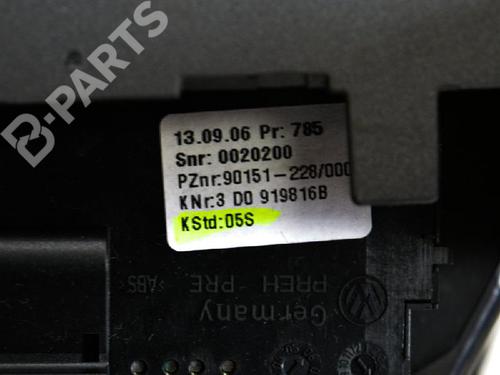 B-PARTS
13.09.06 Pr: 785
Snr: 0020200
PZnr:90151-228/000
KNr:3 D0 919816B
KStd:05S
>ABS<
PREH - PRE
Germany